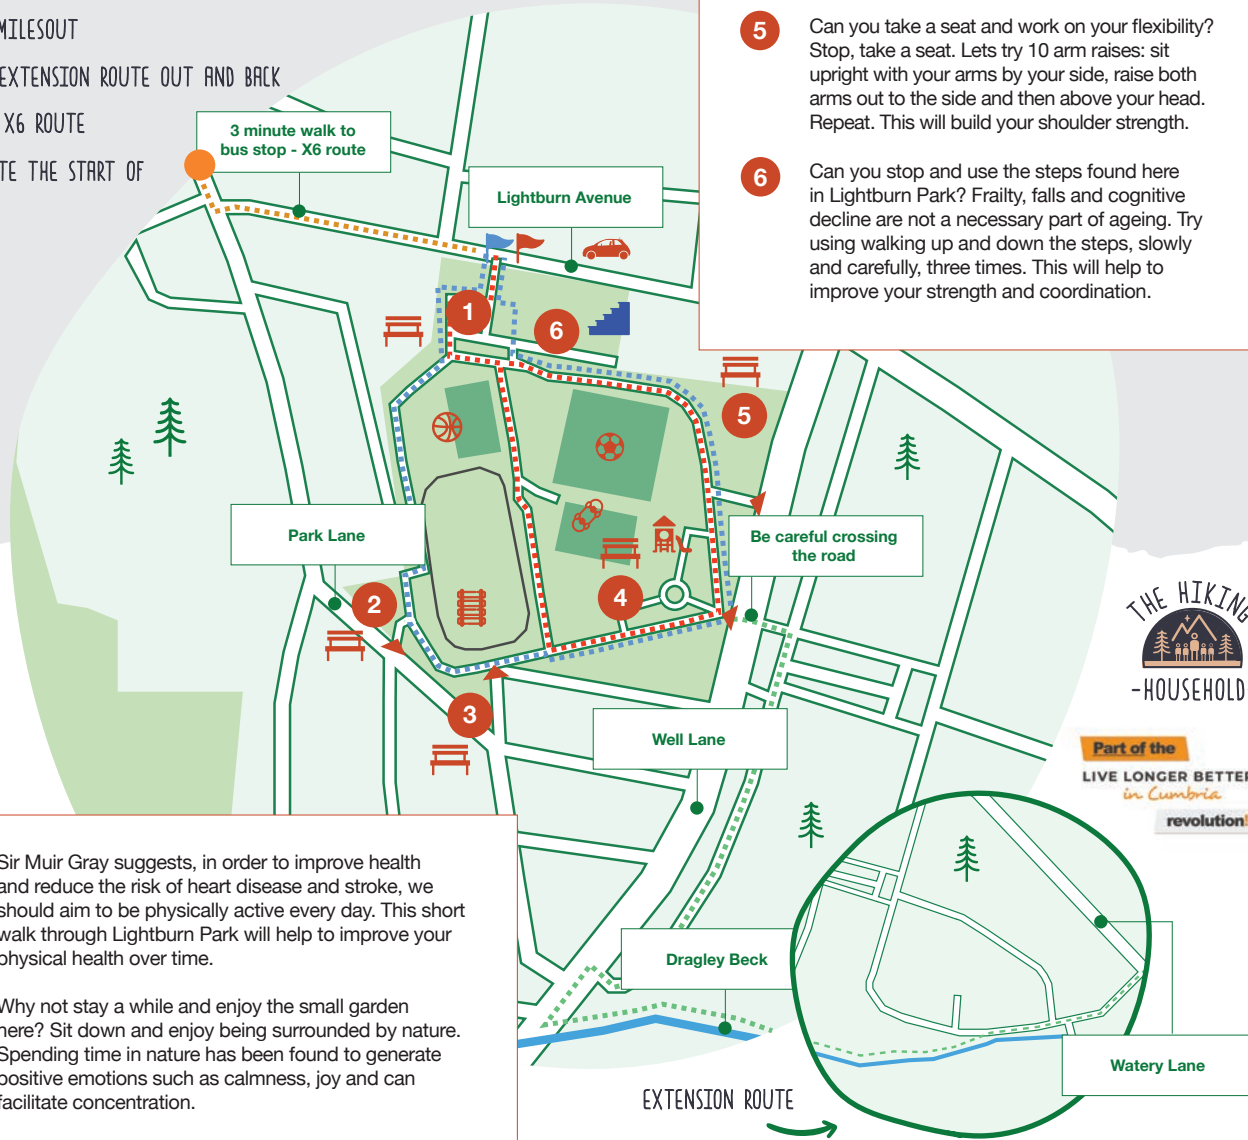 MILESOUT
EXTENSION ROUTE OUT AND BACK
X6 ROUTE
TE THE START OF
3 minute walk to
bus stop - X6 route
Lightburn Avenue
5
Can you take a seat and work on your flexibility?
Stop, take a seat. Lets try 10 arm raises: sit
upright with your arms by your side, raise both
arms out to the side and then above your head.
Repeat. This will build your shoulder strength.
6
Can you stop and use the steps found here
in Lightburn Park? Frailty, falls and cognitive
decline are not a necessary part of ageing. Try
using walking up and down the steps, slowly
and carefully, three times. This will help to
improve your strength and coordination.
1
6
5
Park Lane
Be careful crossing
the road
2
4
3
Well Lane
THE HIKING
-HOUSEHOLD
Part of the
LIVE LONGER BETTER
in Cumbria
revolution!
Sir Muir Gray suggests, in order to improve health
and reduce the risk of heart disease and stroke, we
should aim to be physically active every day. This short
walk through Lightburn Park will help to improve your
physical health over time.
Why not stay a while and enjoy the small garden
here? Sit down and enjoy being surrounded by nature.
Spending time in nature has been found to generate
positive emotions such as calmness, joy and can
facilitate concentration.
Dragley Beck
Watery Lane
EXTENSION ROUTE